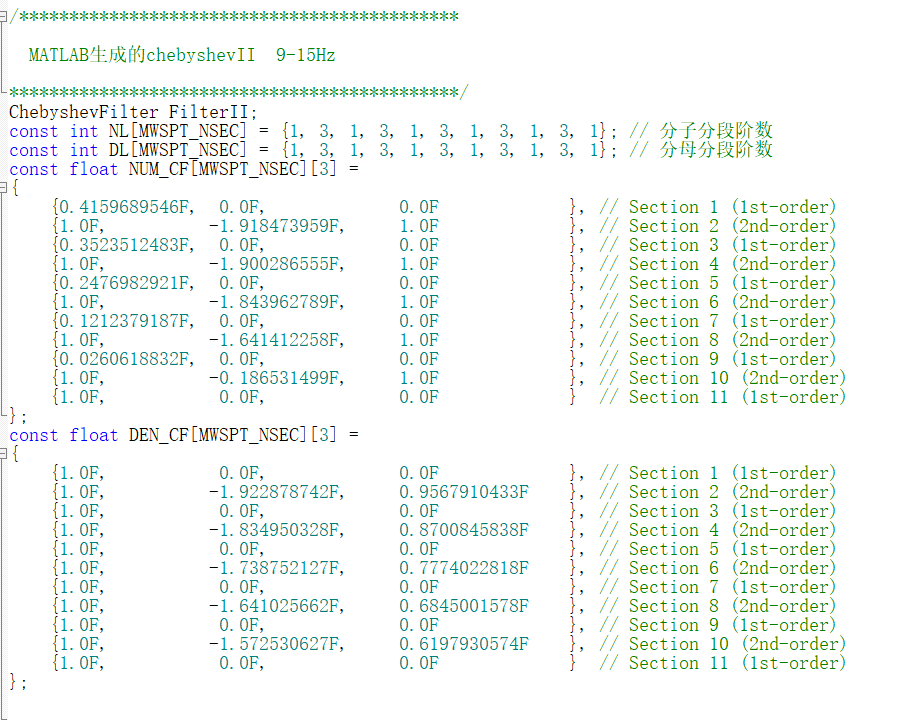 /********************************************
MATLAB生成的chebyshevII  9-15Hz
*********************************************/
ChebyshevFilter FilterII;
const int NL[MWSPT_NSEC] = {1, 3, 1, 3, 1, 3, 1, 3, 1, 3, 1}; // 分子分段阶数
const int DL[MWSPT_NSEC] = {1, 3, 1, 3, 1, 3, 1, 3, 1, 3, 1}; // 分母分段阶数
const float NUM_CF[MWSPT_NSEC][3] =
{
    {0.4159689546F,  0.0F,             0.0F             }, // Section 1 (1st-order)
    {1.0F,          -1.918473959F,     1.0F             }, // Section 2 (2nd-order)
    {0.3523512483F,  0.0F,             0.0F             }, // Section 3 (1st-order)
    {1.0F,          -1.900286555F,     1.0F             }, // Section 4 (2nd-order)
    {0.2476982921F,  0.0F,             0.0F             }, // Section 5 (1st-order)
    {1.0F,          -1.843962789F,     1.0F             }, // Section 6 (2nd-order)
    {0.1212379187F,  0.0F,             0.0F             }, // Section 7 (1st-order)
    {1.0F,          -1.641412258F,     1.0F             }, // Section 8 (2nd-order)
    {0.0260618832F,  0.0F,             0.0F             }, // Section 9 (1st-order)
    {1.0F,          -0.186531499F,     1.0F             }, // Section 10 (2nd-order)
    {1.0F,           0.0F,             0.0F             }  // Section 11 (1st-order)
};
const float DEN_CF[MWSPT_NSEC][3] =
{
    {1.0F,           0.0F,             0.0F             }, // Section 1 (1st-order)
    {1.0F,          -1.922878742F,     0.9567910433F    }, // Section 2 (2nd-order)
    {1.0F,           0.0F,             0.0F             }, // Section 3 (1st-order)
    {1.0F,          -1.834950328F,     0.8700845838F    }, // Section 4 (2nd-order)
    {1.0F,           0.0F,             0.0F             }, // Section 5 (1st-order)
    {1.0F,          -1.738752127F,     0.7774022818F    }, // Section 6 (2nd-order)
    {1.0F,           0.0F,             0.0F             }, // Section 7 (1st-order)
    {1.0F,          -1.641025662F,     0.6845001578F    }, // Section 8 (2nd-order)
    {1.0F,           0.0F,             0.0F             }, // Section 9 (1st-order)
    {1.0F,          -1.572530627F,     0.6197930574F    }, // Section 10 (2nd-order)
    {1.0F,           0.0F,             0.0F             }  // Section 11 (1st-order)
};